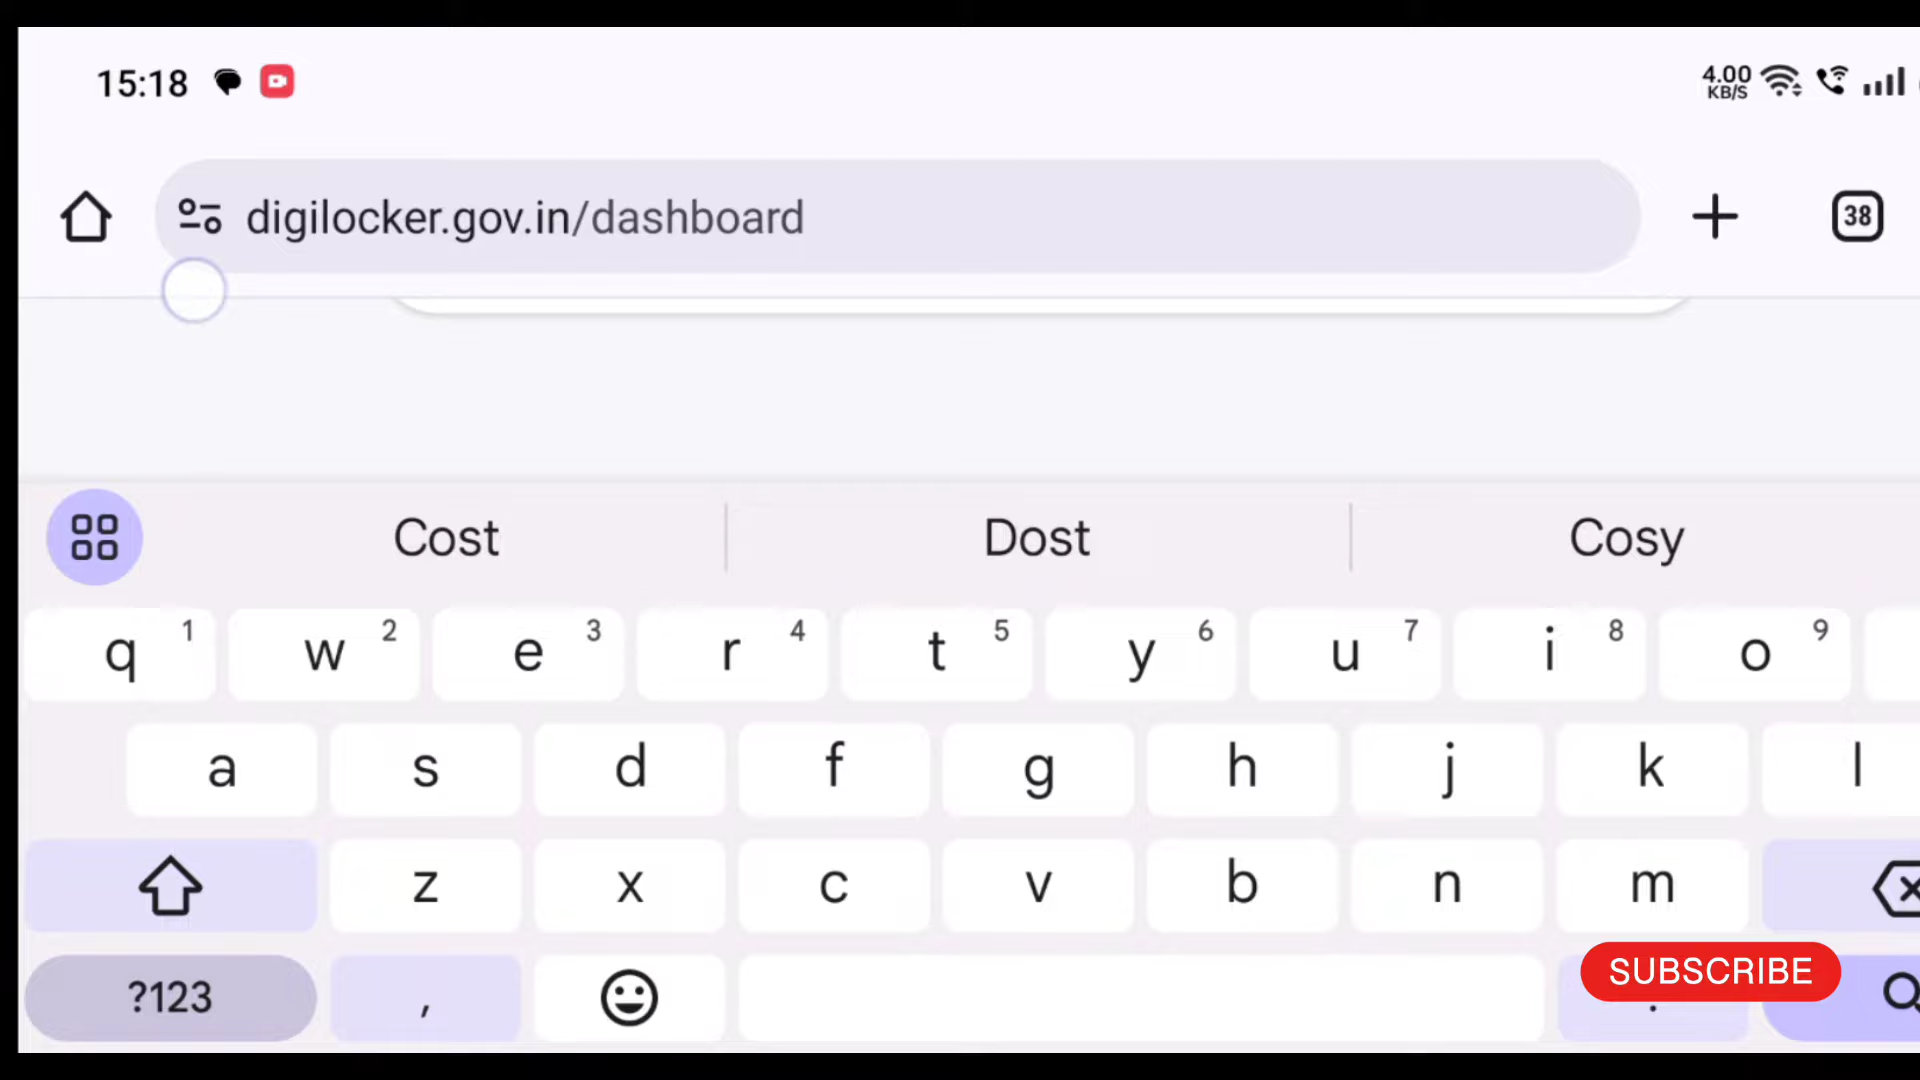 15:18
4.00
KB/S
digilocker.gov.in/dashboard
38
Cost Dost Cosy
q 1 w 2 e 3 r 4 t 5 y 6 u 7 i 8 o 9
a s d f g h j k l
z x c v b n m
?123 , .
SUBSCRIBE